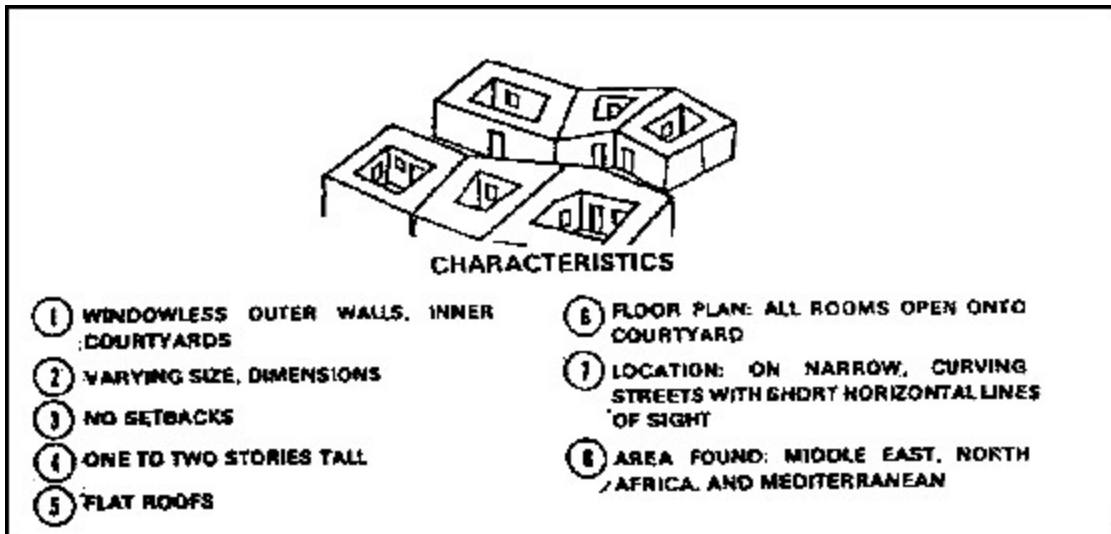 CHARACTERISTICS
1 WINDOWLESS OUTER WALLS, INNER
COURTYARDS
2 VARYING SIZE, DIMENSIONS
3 NO SETBACKS
4 ONE TO TWO STORIES TALL
5 FLAT ROOFS
6 FLOOR PLAN: ALL ROOMS OPEN ONTO
COURTYARD
7 LOCATION: ON NARROW, CURVING
STREETS WITH SHORT HORIZONTAL LINES
OF SIGHT
8 AREA FOUND: MIDDLE EAST, NORTH
AFRICA, AND MEDITERRANEAN